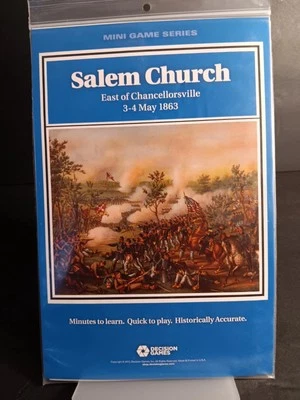 MINI GAME SERIES
Salem Church
East of Chancellorsville
3-4 May 1863
Minutes to learn. Quick to play. Historically Accurate.
DECISION
GAMES